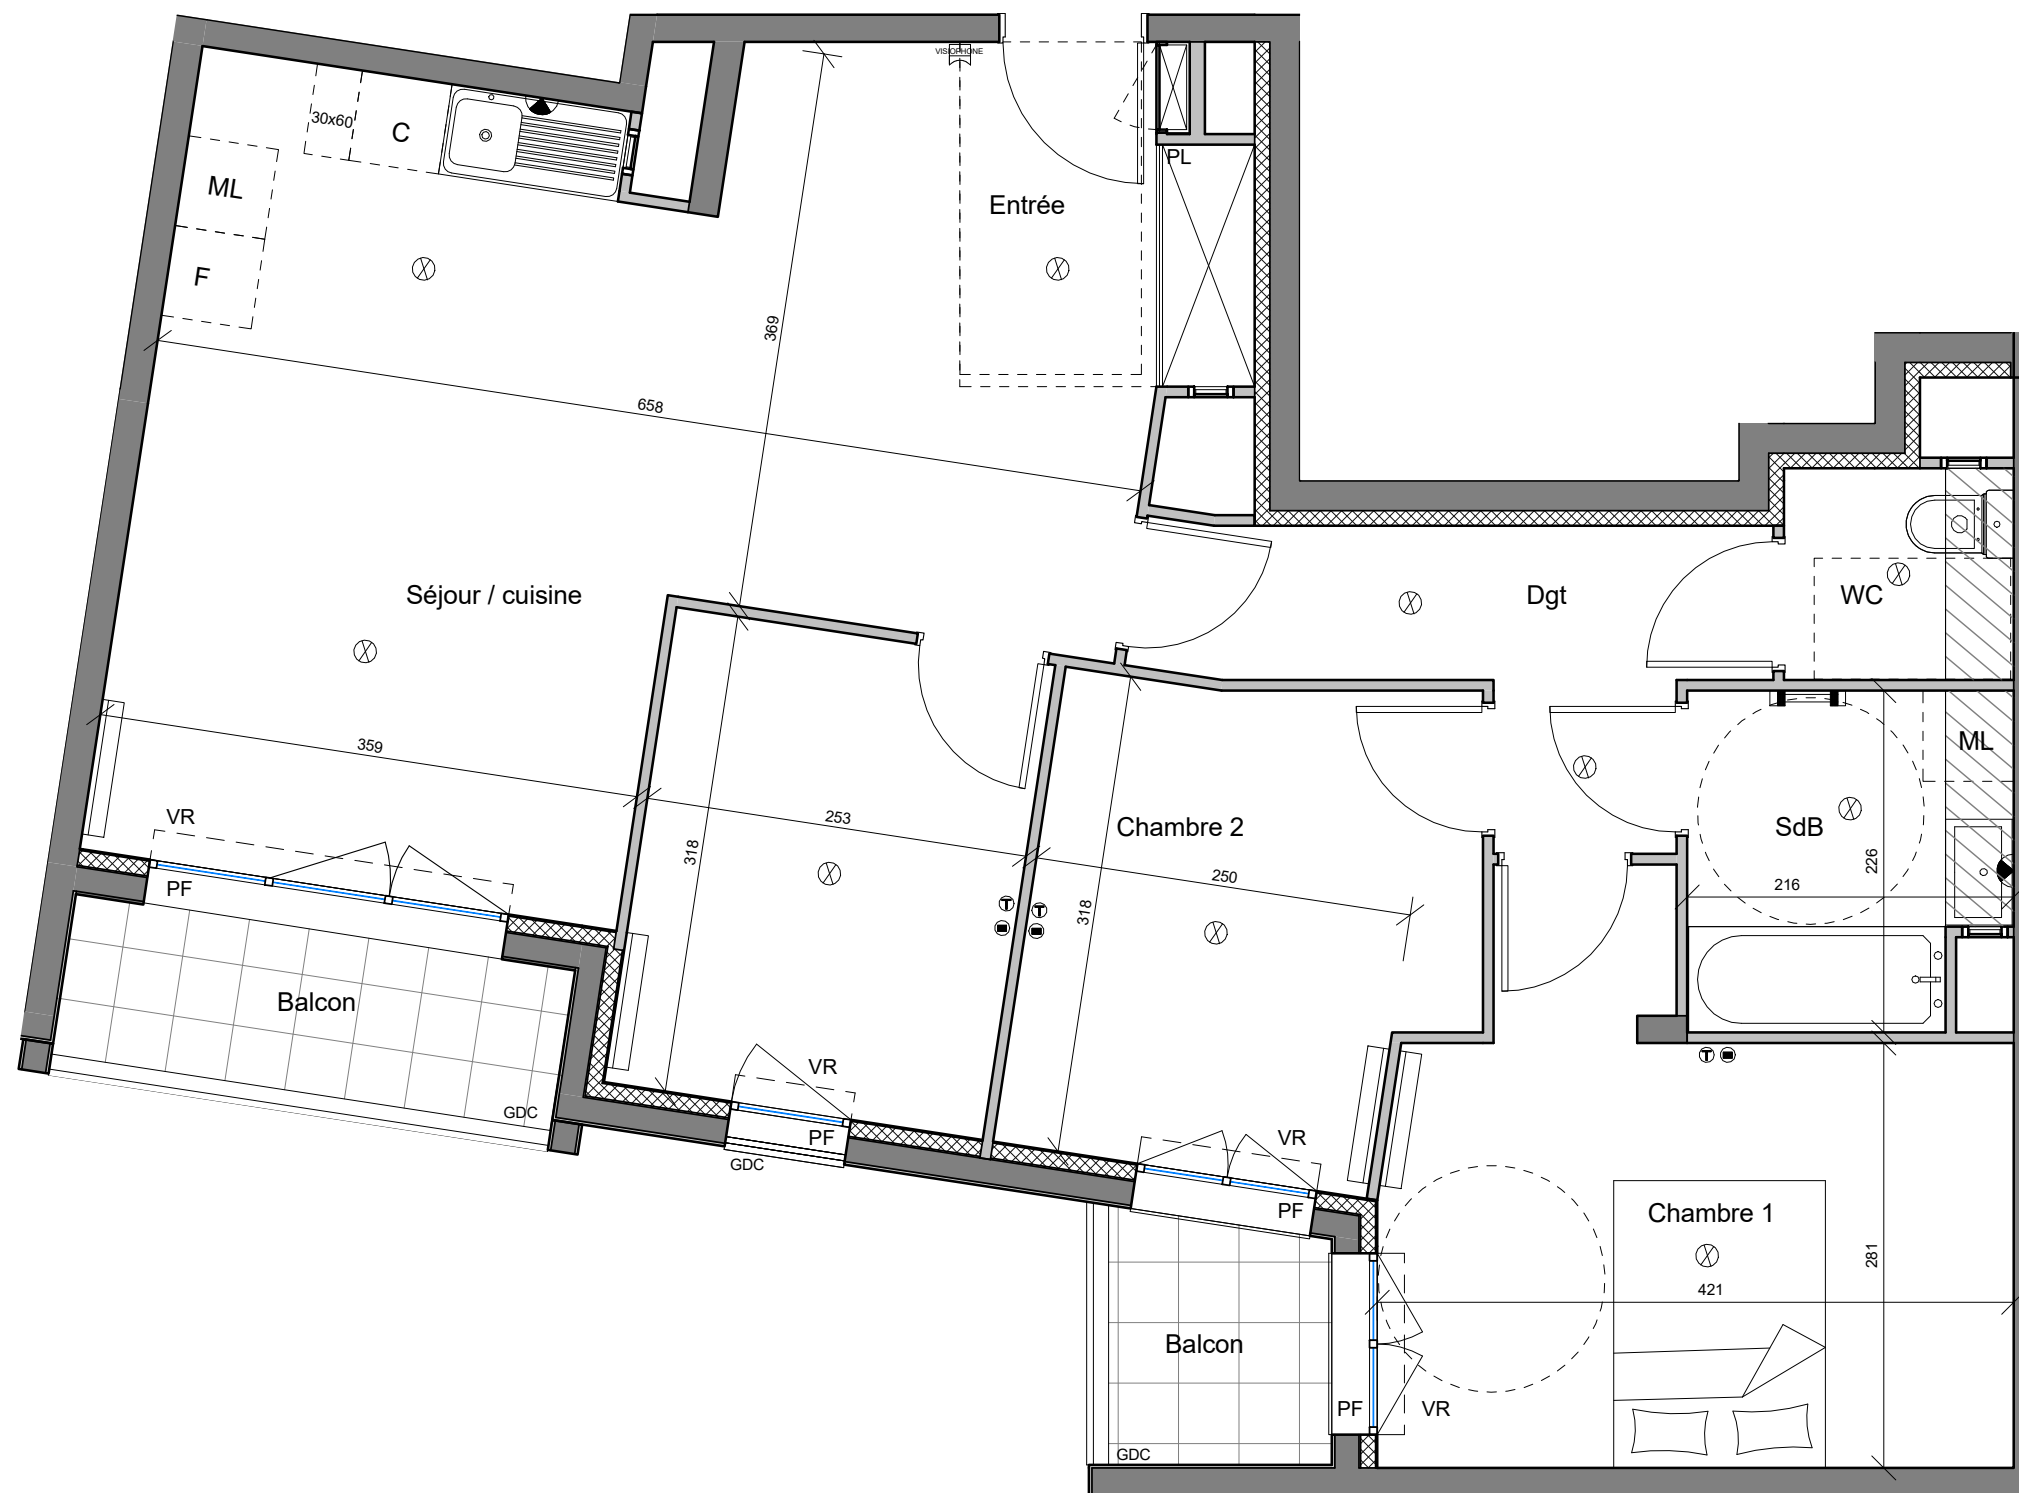 VISIOPHONE
30x60
C
PL
ML
Entrée
F
369
658
Séjour / cuisine
Dgt
WC
359
ML
VR
253
Chambre 2
SdB
318
226
PF
250
216
318
Balcon
VR
GDC
PF
VR
GDC
PF
Chambre 1
281
421
Balcon
PF
VR
GDC
T
T
T